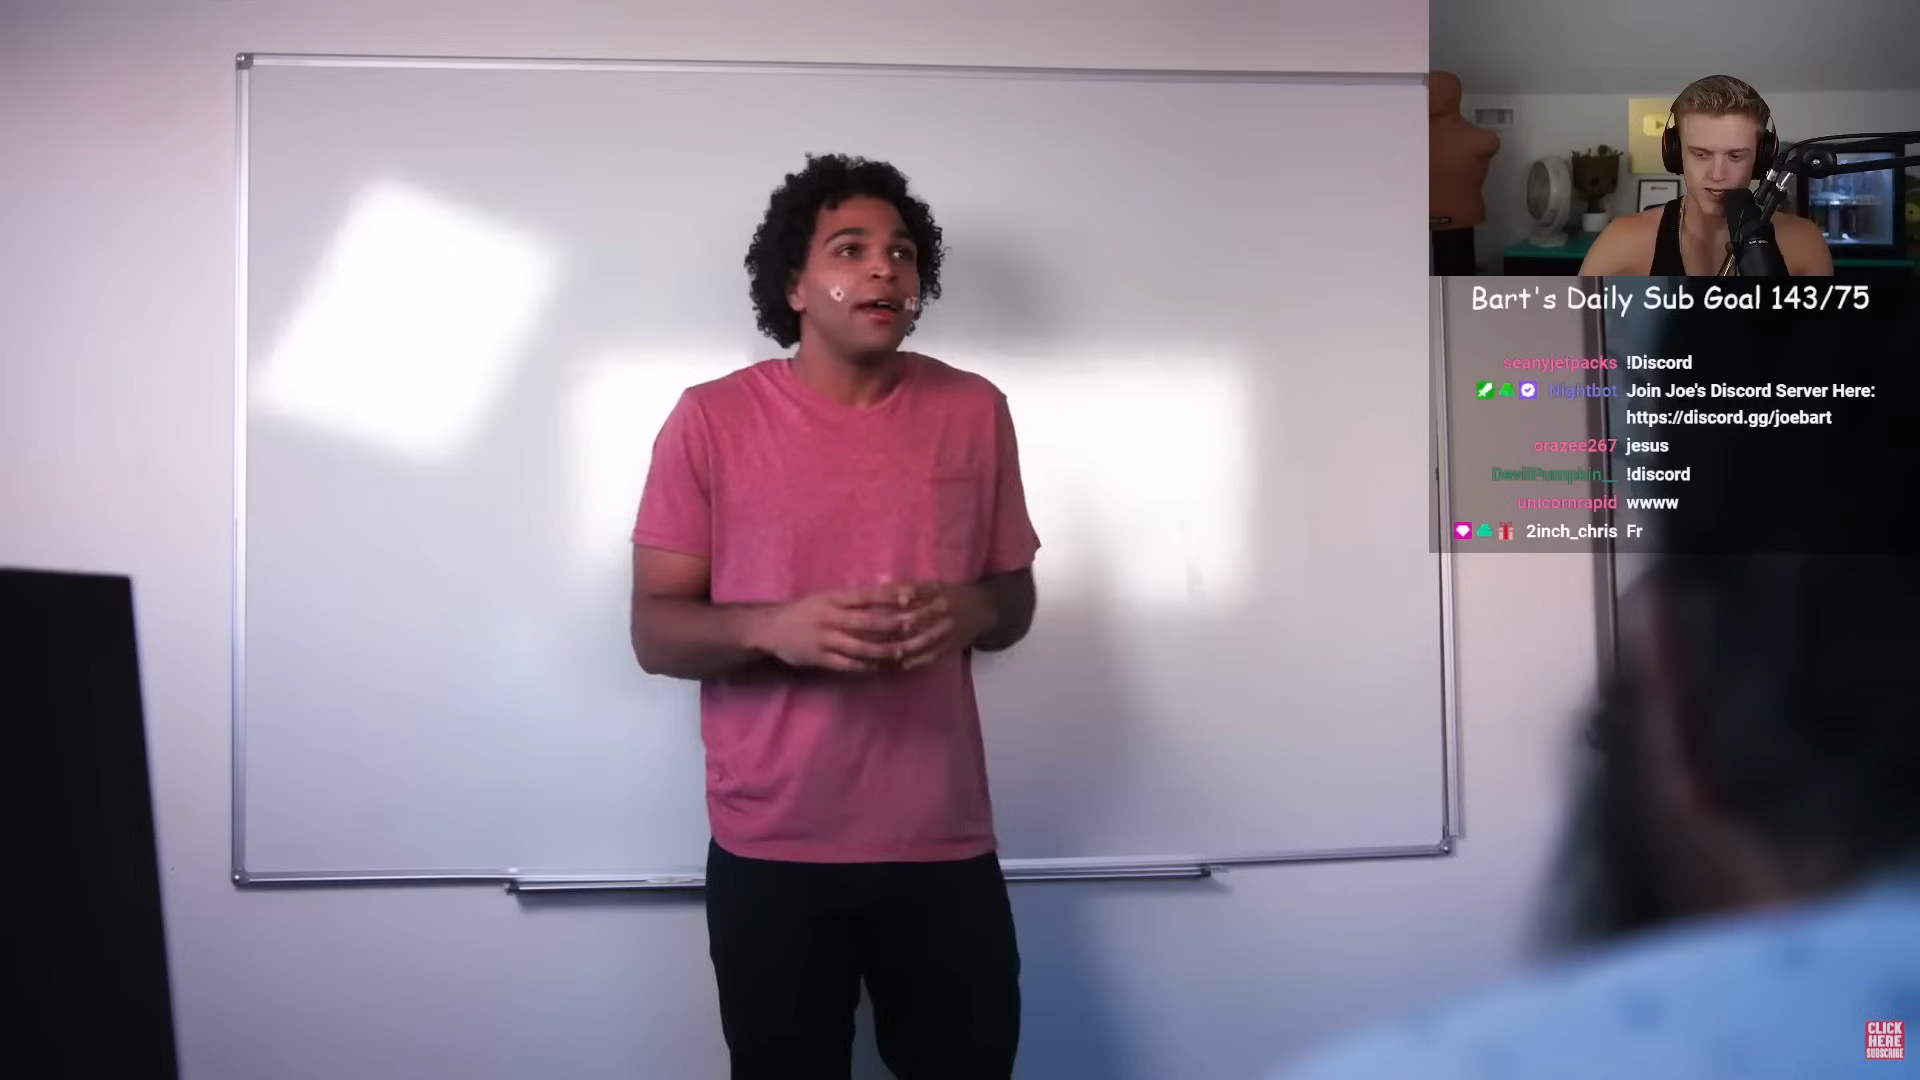 Bart's Daily Sub Goal 143/75
seanyjetpacks !Discord
Nightbot Join Joe's Discord Server Here:
https://discord.gg/joebart
orazee267 jesus
DevilPumpkin__ !discord
unicornrapid wwww
2inch_chris Fr
CLICK
HERE
SUBSCRIBE